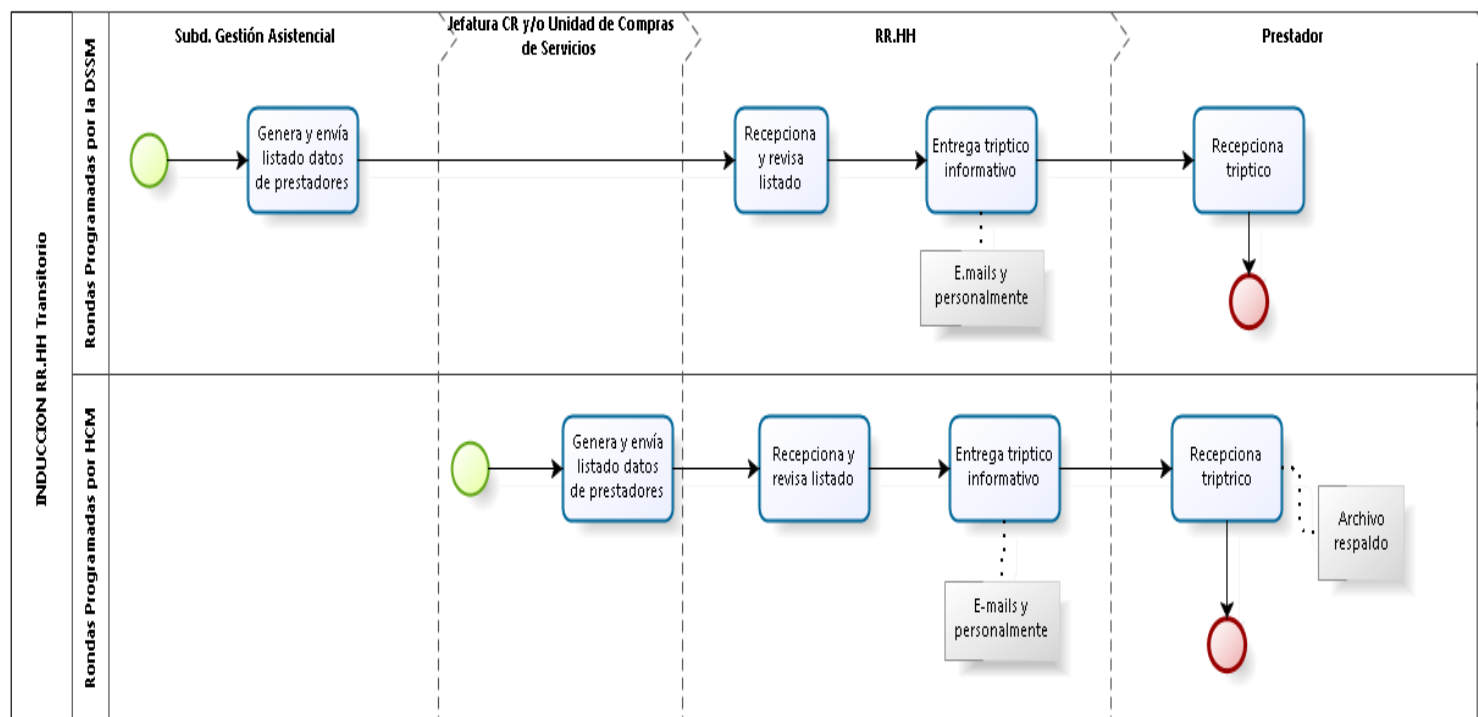 Subd. Gestión Asistencial
Jefatura CR y/o Unidad de Compras
de Servicios
RR.HH
Prestador
INDUCCION RR.HH Transitorio
Rondas Programadas por la DSSM
Genera y envía
listado datos
de prestadores
Recepciona
y revisa
listado
Entrega triptico
informativo
Recepciona
triptico
E.mails y
personalmente
Rondas Programadas por HCM
Genera y envía
listado datos
de prestadores
Recepciona y
revisa listado
Entrega triptico
informativo
Recepciona
triptrico
Archivo
respaldo
E-mails y
personalmente